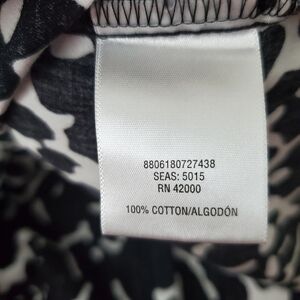 8806180727438
SEAS: 5015
RN 42000
100% COTTON/ALGODÓN